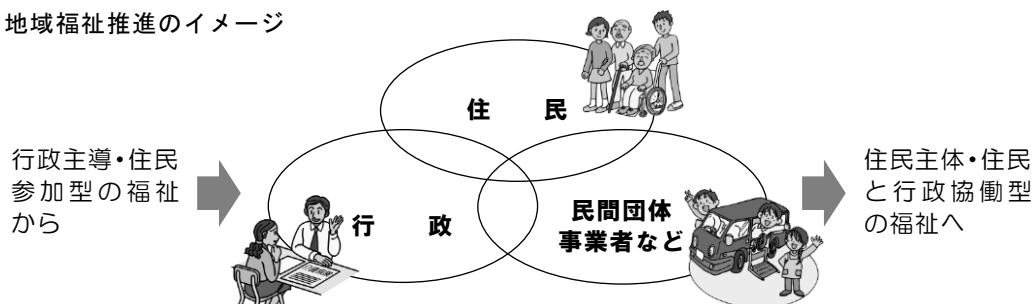 地域福祉推進のイメージ
住　民
行政主導・住民
参加型の福祉
から
行　政
民間団体
事業者など
住民主体・住民
と行政協働型
の福祉へ